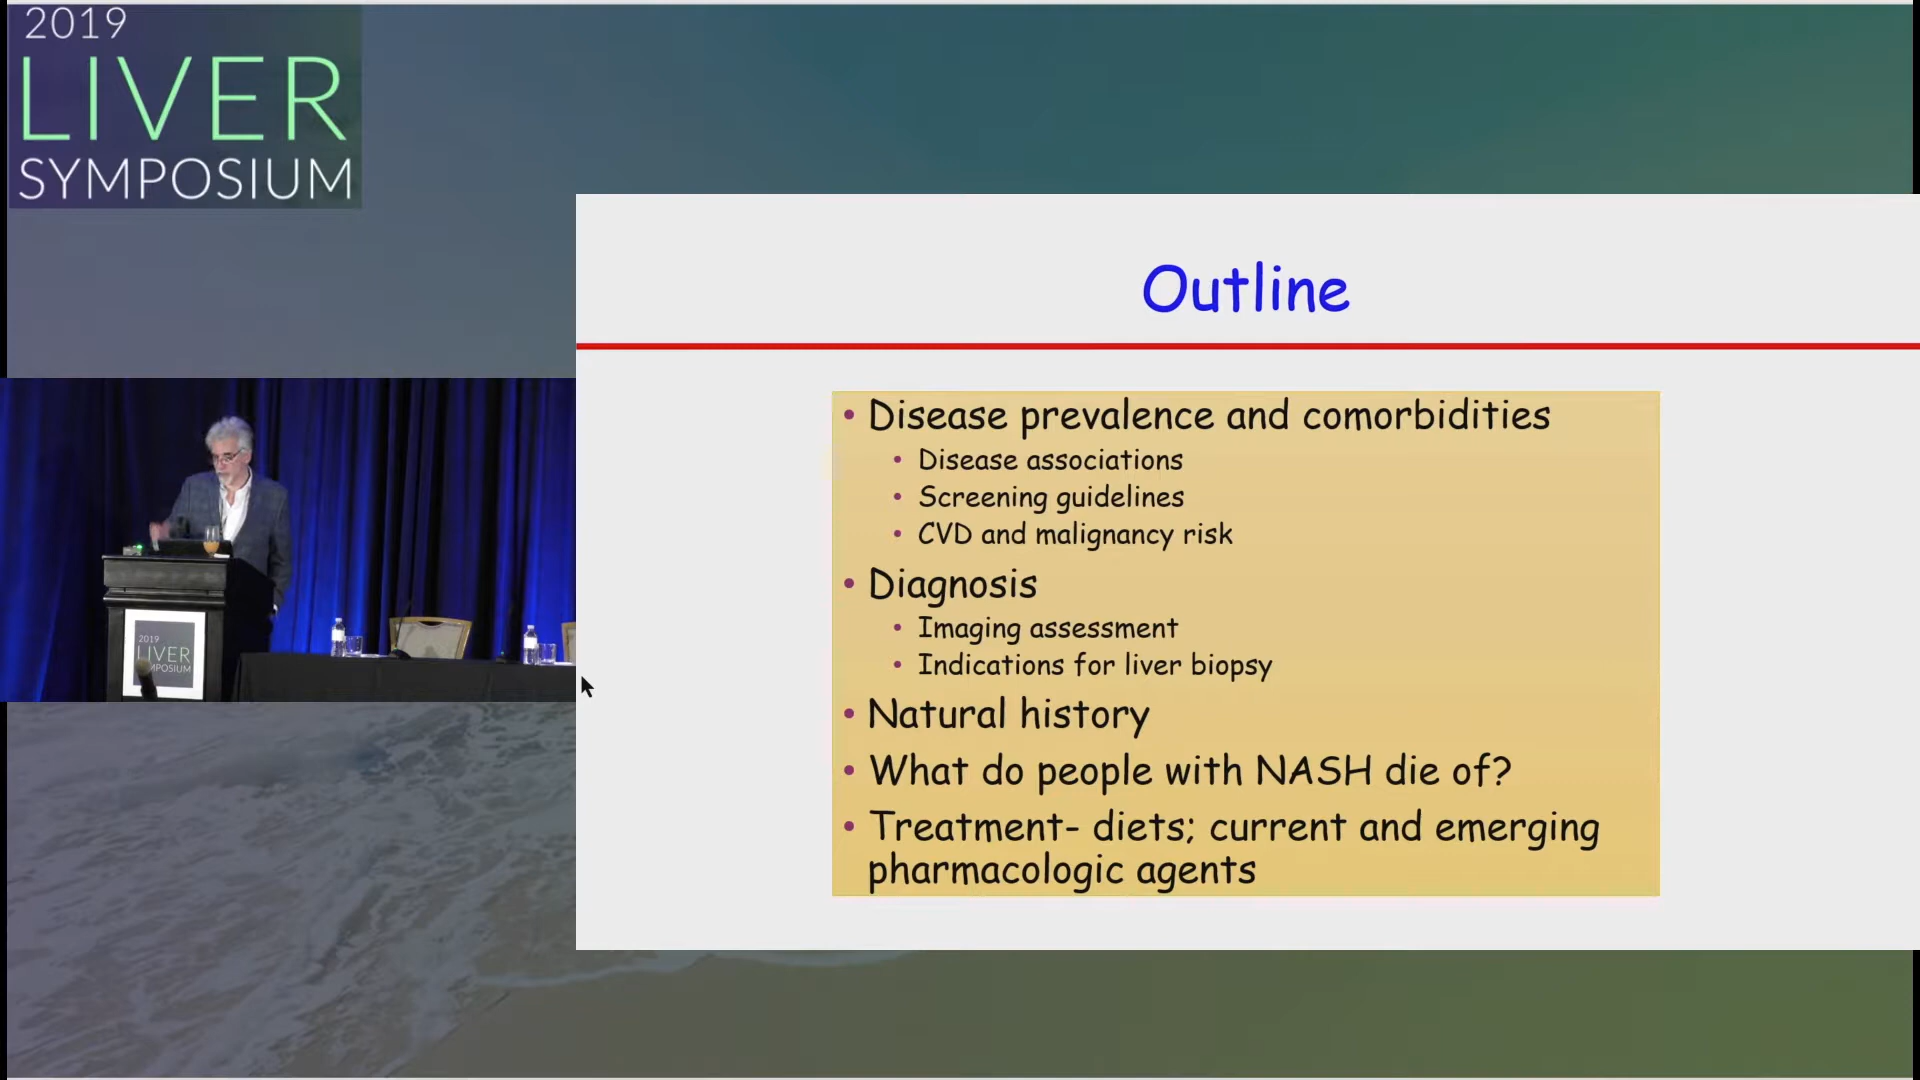 2019
LIVER
SYMPOSIUM
Outline
• Disease prevalence and comorbidities
• Disease associations
• Screening guidelines
• CVD and malignancy risk
• Diagnosis
• Imaging assessment
• Indications for liver biopsy
• Natural history
• What do people with NASH die of?
• Treatment- diets; current and emerging
pharmacologic agents
2019
LIVER